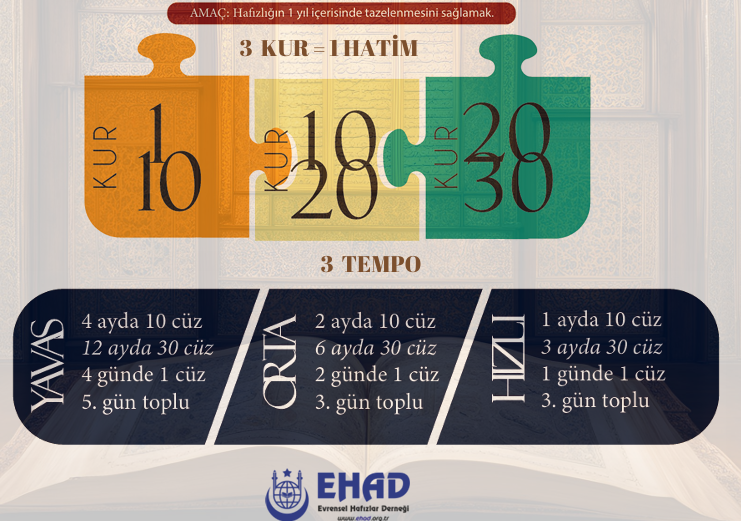 AMAÇ: Hafızlığın 1 yıl içerisinde tazelenmesini sağlamak.
3 KUR = 1 HATİM
KUR
1
10
KUR
10
20
KUR
20
30
3 TEMPO
YAVAŞ
4 ayda 10 cüz
12 ayda 30 cüz
4 günde 1 cüz
5. gün toplu
ORTA
2 ayda 10 cüz
6 ayda 30 cüz
2 günde 1 cüz
3. gün toplu
HIZLI
1 ayda 10 cüz
3 ayda 30 cüz
1 günde 1 cüz
3. gün toplu
EHAD
Evrensel Hafızlar Derneği
www.ehad.org.tr